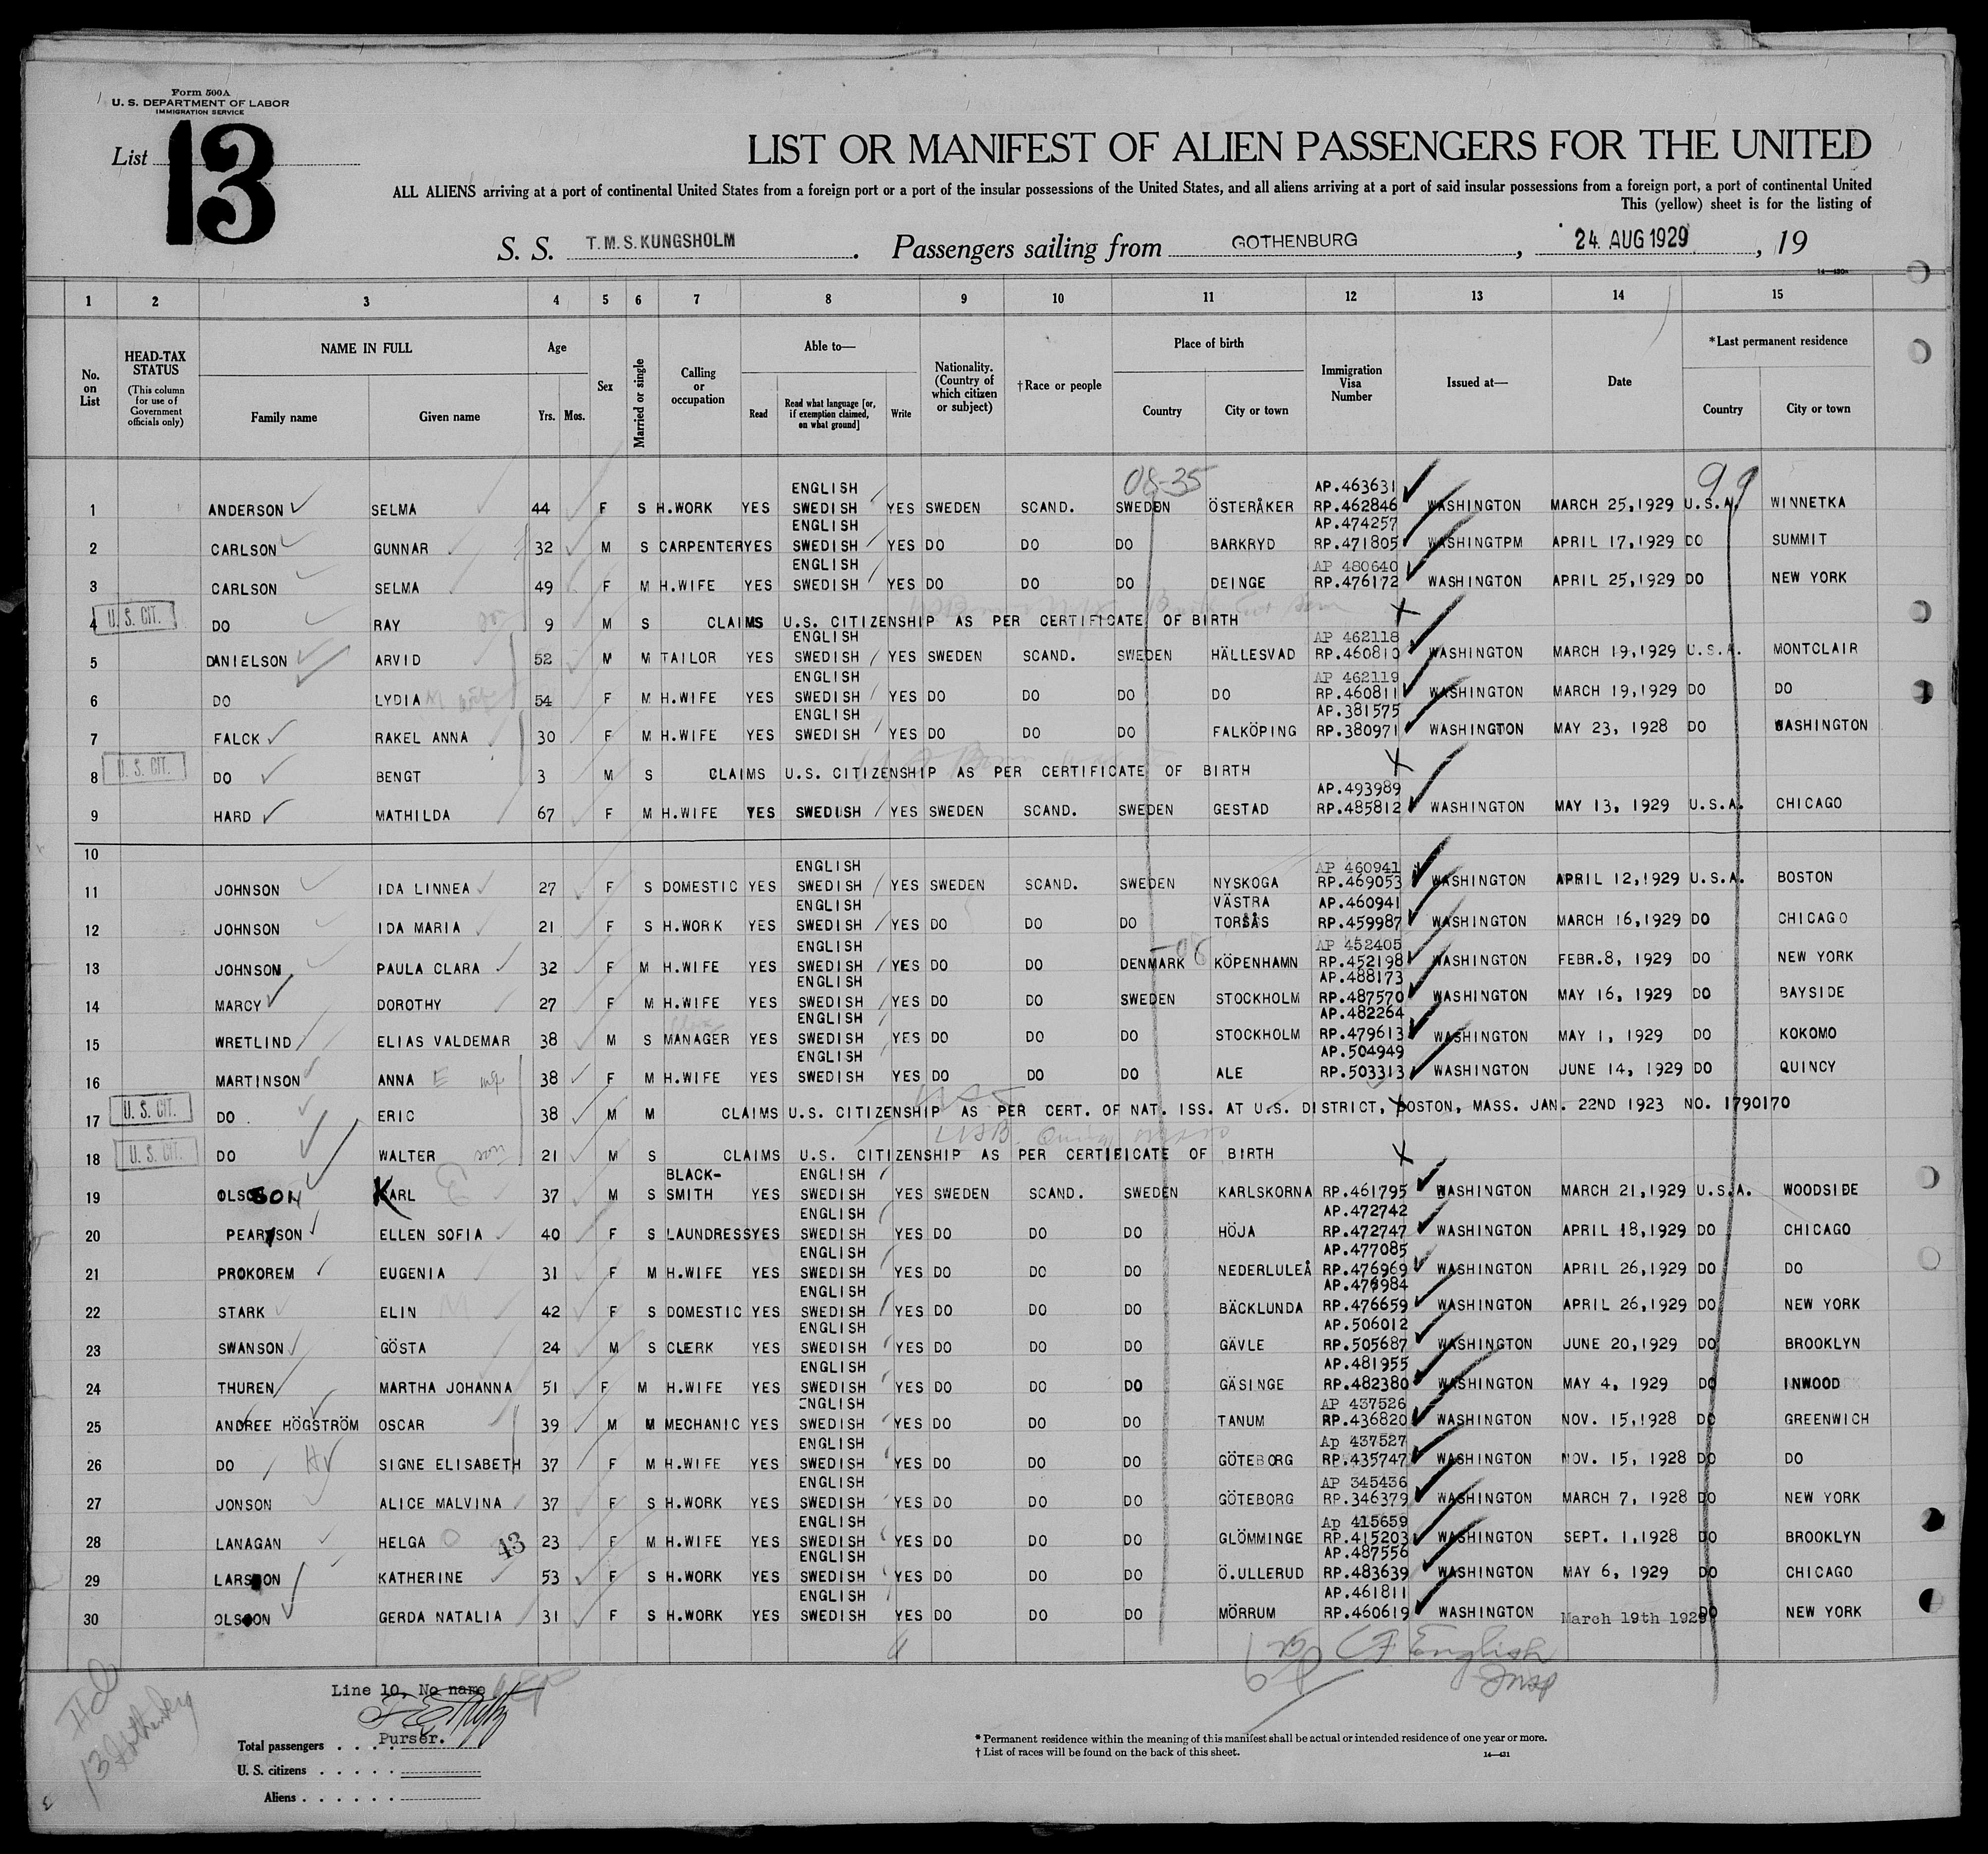 Form 500A
U. S. DEPARTMENT OF LABOR
IMMIGRATION SERVICE
List 13
LIST OR MANIFEST OF ALIEN PASSENGERS FOR THE UNITED
ALL ALIENS arriving at a port of continental United States from a foreign port or a port of the insular possessions of the United States, and all aliens arriving at a port of said insular possessions from a foreign port, a port of continental United
This (yellow) sheet is for the listing of
S. S. T.M.S. KUNGSHOLM . Passengers sailing from GOTHENBURG , 24. AUG 1929 , 19
1 2 3 4 5 6 7 8 9 10 11 12 13 14 15
No. on List
HEAD-TAX STATUS (This column for use of Government officials only)
NAME IN FULL Family name Given name
Age Yrs. Mos.
Sex
Married or single
Calling or occupation
Able to— Read Read what language [or, if exemption claimed, on what ground] Write
Nationality. (Country of which citizen or subject)
†Race or people
Place of birth Country City or town
Immigration Visa Number
Issued at—
Date
*Last permanent residence Country City or town
08-35 99
ENGLISH AP.463631
1 ANDERSON SELMA 44 F S H.WORK YES SWEDISH YES SWEDEN SCAND. SWEDEN ÖSTERÅKER RP.462846 WASHINGTON MARCH 25,1929 U.S.A. WINNETKA
ENGLISH AP.474257
2 CARLSON GUNNAR 32 M S CARPENTER YES SWEDISH YES DO DO DO BARKRYD RP.471805 WASHINGTPM APRIL 17,1929 DO SUMMIT
ENGLISH AP 480640
3 CARLSON SELMA 49 F M H.WIFE YES SWEDISH YES DO DO DO DEINGE RP.476172 WASHINGTON APRIL 25,1929 DO NEW YORK
U. S. CIT.
4 DO RAY 9 M S CLAIMS U.S. CITIZENSHIP AS PER CERTIFICATE OF BIRTH
ENGLISH AP 462118
5 DANIELSON ARVID 52 M M TAILOR YES SWEDISH YES SWEDEN SCAND. SWEDEN HÄLLESVAD RP.460810 WASHINGTON MARCH 19,1929 U.S.A. MONTCLAIR
ENGLISH AP 462119
6 DO LYDIA M wife 54 F M H.WIFE YES SWEDISH YES DO DO DO DO RP.460811 WASHINGTON MARCH 19,1929 DO DO
ENGLISH AP.381575
7 FALCK RAKEL ANNA 30 F M H.WIFE YES SWEDISH YES DO DO DO FALKÖPING RP.380971 WASHINGTON MAY 23, 1928 DO WASHINGTON
U. S. CIT.
8 DO BENGT 3 M S CLAIMS U.S. CITIZENSHIP AS PER CERTIFICATE OF BIRTH
AP.493989
9 HARD MATHILDA 67 F M H.WIFE YES SWEDISH YES SWEDEN SCAND. SWEDEN GESTAD RP.485812 WASHINGTON MAY 13, 1929 U.S.A. CHICAGO
10
ENGLISH AP 460941
11 JOHNSON IDA LINNEA 27 F S DOMESTIC YES SWEDISH YES SWEDEN SCAND. SWEDEN NYSKOGA RP.469053 WASHINGTON APRIL 12,1929 U.S.A. BOSTON
ENGLISH VÄSTRA AP.460941
12 JOHNSON IDA MARIA 21 F S H.WORK YES SWEDISH YES DO DO DO TORSÅS RP.459987 WASHINGTON MARCH 16,1929 DO CHICAGO
ENGLISH 06 AP 452405
13 JOHNSON PAULA CLARA 32 F M H.WIFE YES SWEDISH YES DO DO DENMARK KÖPENHAMN RP.452198 WASHINGTON FEBR.8, 1929 DO NEW YORK
ENGLISH AP.488173
14 MARCY DOROTHY 27 F M H.WIFE YES SWEDISH YES DO DO SWEDEN STOCKHOLM RP.487570 WASHINGTON MAY 16, 1929 DO BAYSIDE
ENGLISH AP.482264
15 WRETLIND ELIAS VALDEMAR 38 M S MANAGER YES SWEDISH YES DO DO DO STOCKHOLM RP.479613 WASHINGTON MAY 1, 1929 DO KOKOMO
ENGLISH AP.504949
16 MARTINSON ANNA E 38 F M H.WIFE YES SWEDISH YES DO DO DO ALE RP.503313 WASHINGTON JUNE 14, 1929 DO QUINCY
U. S. CIT.
17 DO ERIC 38 M M CLAIMS U.S. CITIZENSHIP AS PER CERT. OF NAT. ISS. AT U.S. DISTRICT, BOSTON, MASS. JAN. 22ND 1923 NO. 1790170
U. S. CIT.
18 DO WALTER son 21 M S CLAIMS U.S. CITIZENSHIP AS PER CERTIFICATE OF BIRTH
BLACK- ENGLISH
19 OLSSON KARL E 37 M S SMITH YES SWEDISH YES SWEDEN SCAND. SWEDEN KARLSKORNA RP.461795 WASHINGTON MARCH 21,1929 U.S.A. WOODSIDE
ENGLISH AP.472742
20 PEARSON ELLEN SOFIA 40 F S LAUNDRESS YES SWEDISH YES DO DO DO HÖJA RP.472747 WASHINGTON APRIL 18,1929 DO CHICAGO
ENGLISH AP.477085
21 PROKOREM EUGENIA 31 F M H.WIFE YES SWEDISH YES DO DO DO NEDERLULEÅ RP.476969 WASHINGTON APRIL 26,1929 DO DO
ENGLISH AP.478984
22 STARK ELIN M 42 F S DOMESTIC YES SWEDISH YES DO DO DO BÄCKLUNDA RP.476659 WASHINGTON APRIL 26,1929 DO NEW YORK
ENGLISH AP.506012
23 SWANSON GÖSTA 24 M S CLERK YES SWEDISH YES DO DO DO GÄVLE RP.505687 WASHINGTON JUNE 20,1929 DO BROOKLYN
ENGLISH AP.481955
24 THUREN MARTHA JOHANNA 51 F M H.WIFE YES SWEDISH YES DO DO DO GÄSINGE RP.482380 WASHINGTON MAY 4, 1929 DO INWOOD
ENGLISH AP 437526
25 ANDREE HÖGSTRÖM OSCAR 39 M M MECHANIC YES SWEDISH YES DO DO DO TANUM RP.436820 WASHINGTON NOV. 15,1928 DO GREENWICH
ENGLISH Ap 437527
26 DO H SIGNE ELISABETH 37 F M H.WIFE YES SWEDISH YES DO DO DO GÖTEBORG RP.435747 WASHINGTON NOV. 15, 1928 DO DO
ENGLISH AP 345436
27 JONSON ALICE MALVINA 37 F S H.WORK YES SWEDISH YES DO DO DO GÖTEBORG RP.346379 WASHINGTON MARCH 7, 1928 DO NEW YORK
ENGLISH Ap 415659
28 LANAGAN HELGA O 43 23 F M H.WIFE YES SWEDISH YES DO DO DO GLÖMMINGE RP.415203 WASHINGTON SEPT. 1,1928 DO BROOKLYN
ENGLISH AP.487556
29 LARSSON KATHERINE 53 F S H.WORK YES SWEDISH YES DO DO DO Ö.ULLERUD RP.483639 WASHINGTON MAY 6, 1929 DO CHICAGO
ENGLISH AP.461811
30 OLSSON GERDA NATALIA 31 F S H.WORK YES SWEDISH YES DO DO DO MÖRRUM RP.460619 WASHINGTON March 19th 1929 DO NEW YORK
English
Insp
Line 10. No name
Purser.
Total passengers . . . .
U. S. citizens . . . . .
Aliens . . . . . .
* Permanent residence within the meaning of this manifest shall be actual or intended residence of one year or more.
† List of races will be found on the back of this sheet.
14—431
13 Gothenberg